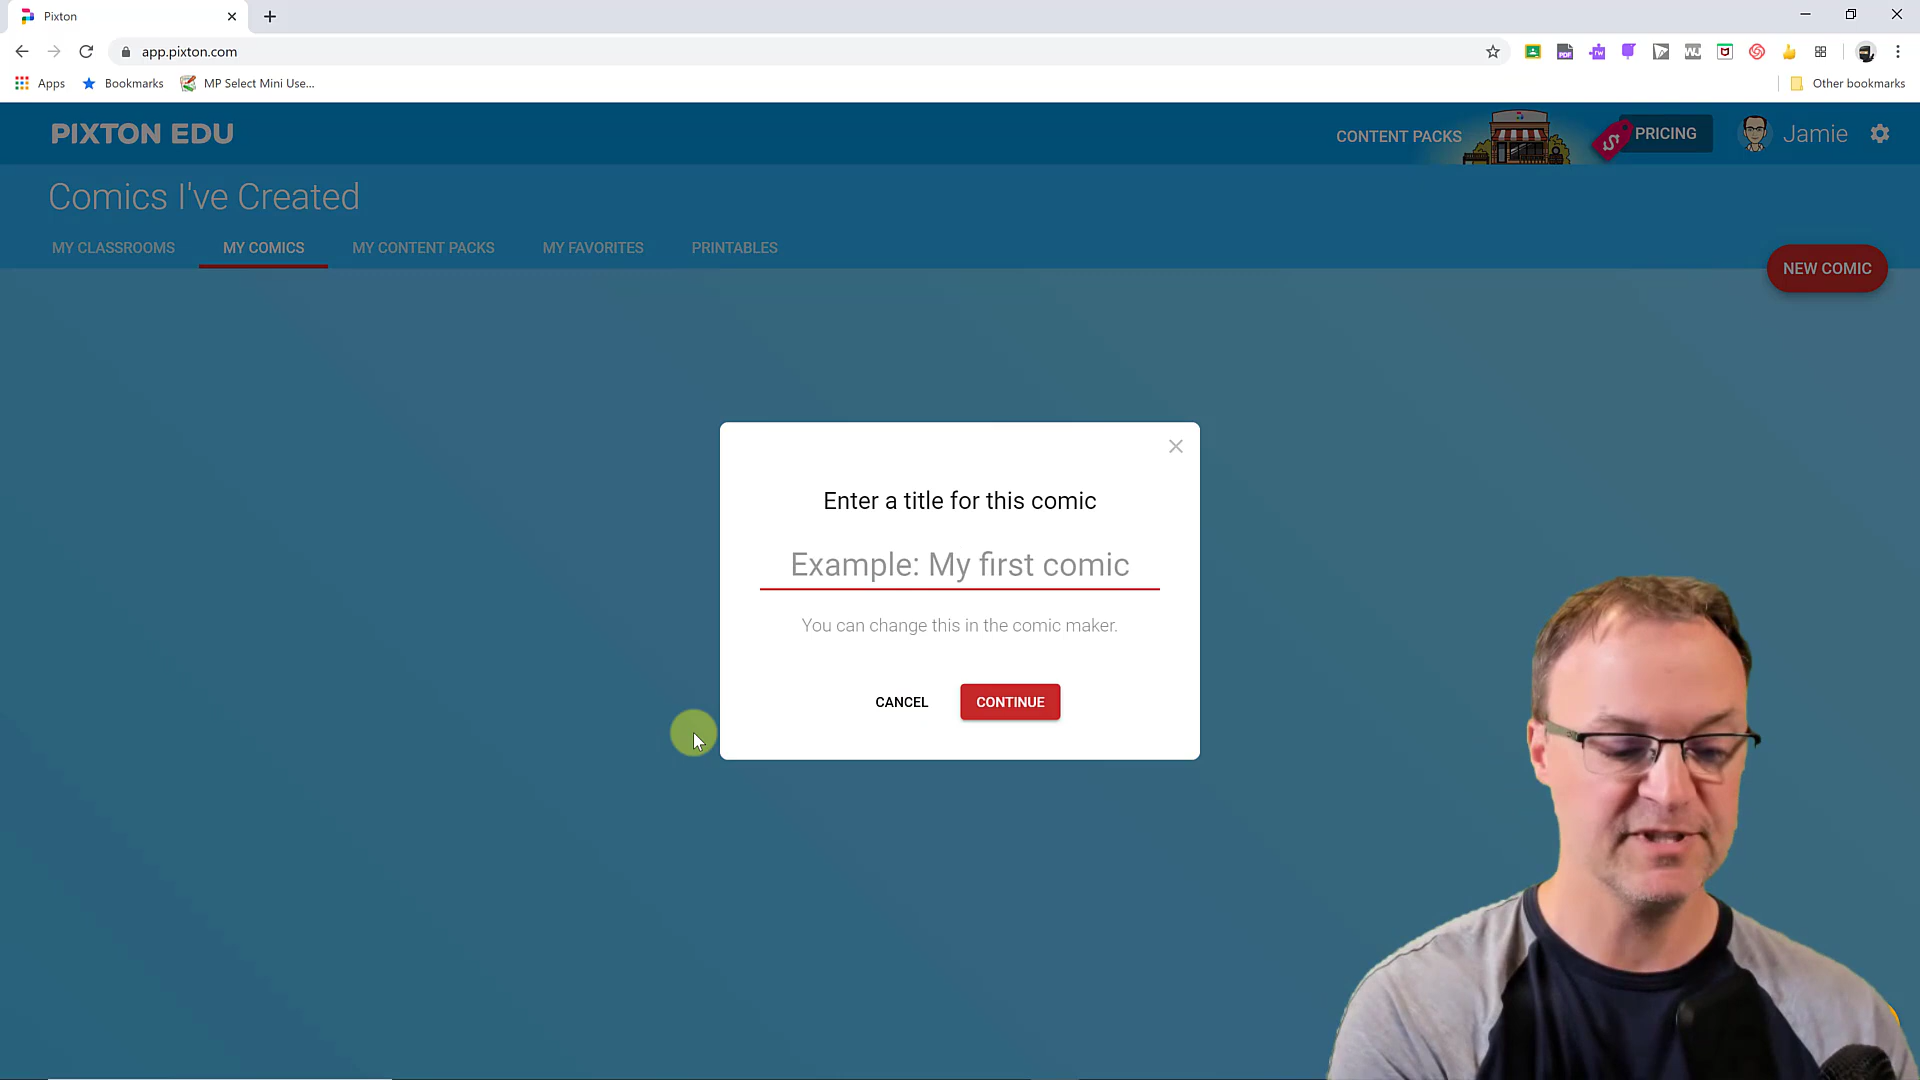 Pixton
app.pixton.com
Apps
Bookmarks
MP Select Mini Use...
Other bookmarks
PIXTON EDU
CONTENT PACKS
PRICING
Jamie
Comics I've Created
MY CLASSROOMS
MY COMICS
MY CONTENT PACKS
MY FAVORITES
PRINTABLES
NEW COMIC
Enter a title for this comic
Example: My first comic
You can change this in the comic maker.
CANCEL
CONTINUE